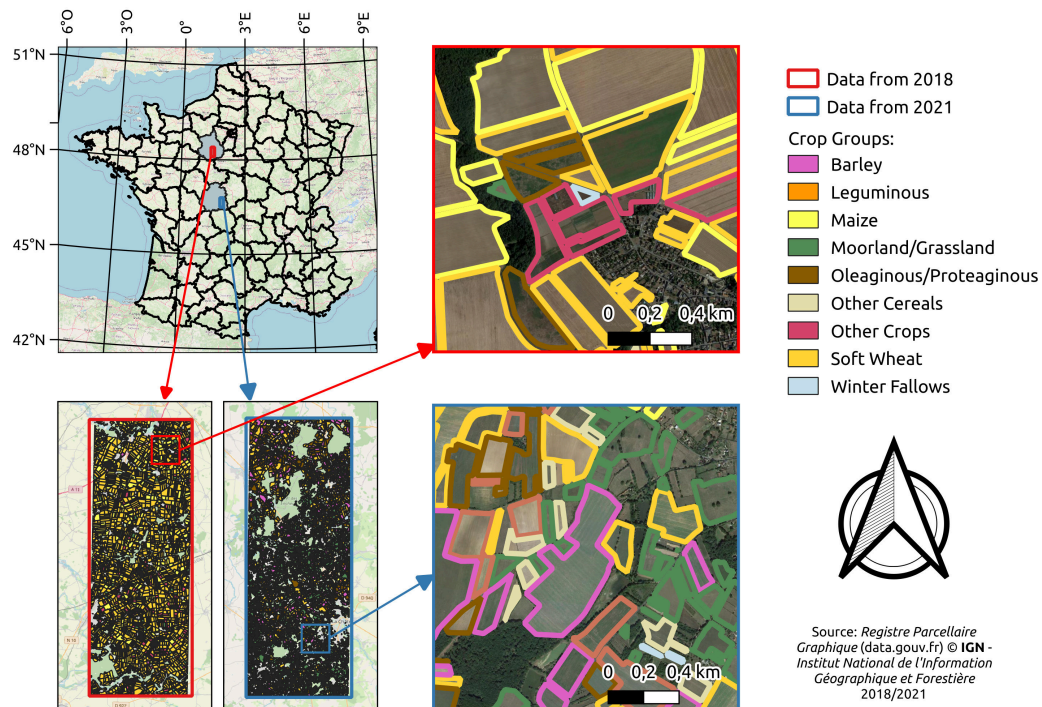 6°O
3°O
0°
3°E
6°E
9°E
51°N
48°N
45°N
42°N
0 0,2 0,4 km
Data from 2018
Data from 2021
Crop Groups:
Barley
Leguminous
Maize
Moorland/Grassland
Oleaginous/Proteaginous
Other Cereals
Other Crops
Soft Wheat
Winter Fallows
A 11
N 10
0 0,2 0,4 km
Source: Registre Parcellaire
Graphique (data.gouv.fr) © IGN -
Institut National de l'Information
Géographique et Forestière
2018/2021